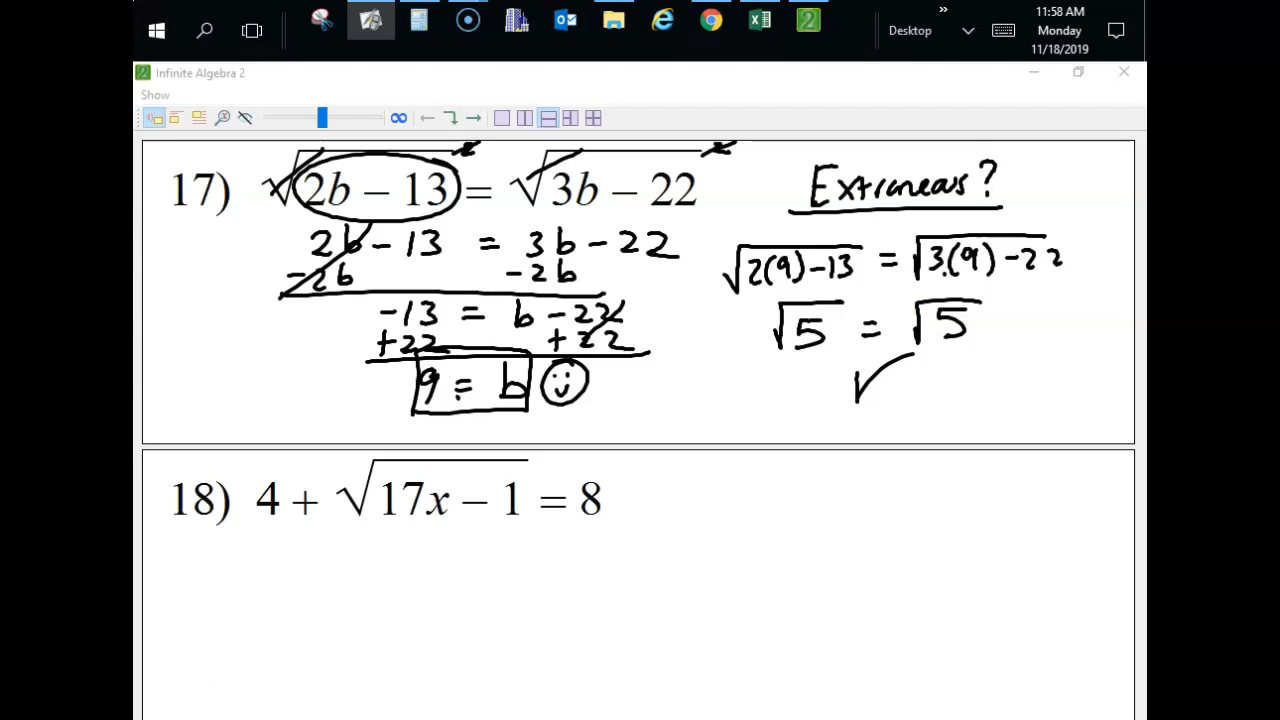 11:58 AM
Desktop
Monday
11/18/2019
Infinite Algebra 2
Show
17) √(2b − 13)² = √(3b − 22)²
2b − 13 = 3b − 22
−2b −2b
−13 = b − 22
+22 +22
9 = b
Extraneous?
√2(9) − 13 = √3(9) − 22
√5 = √5
✓
18) 4 + √17x − 1 = 8